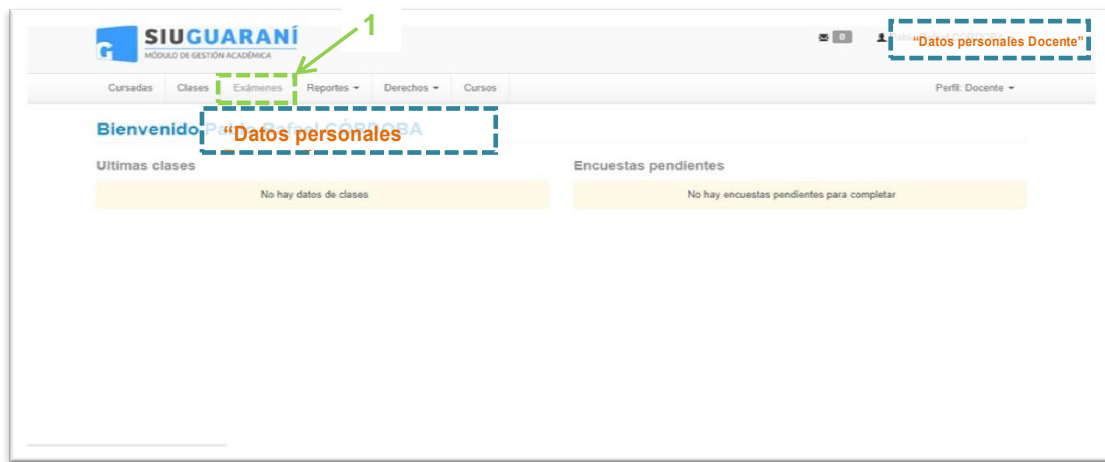 1
SIUGUARANÍ
MÓDULO DE GESTIÓN ACADÉMICA
0
“Datos personales Docente”
Cursadas Clases Exámenes Reportes Derechos Cursos Perfil: Docente
Bienvenido “Datos personales
Ultimas clases
Encuestas pendientes
No hay datos de clases
No hay encuestas pendientes para completar